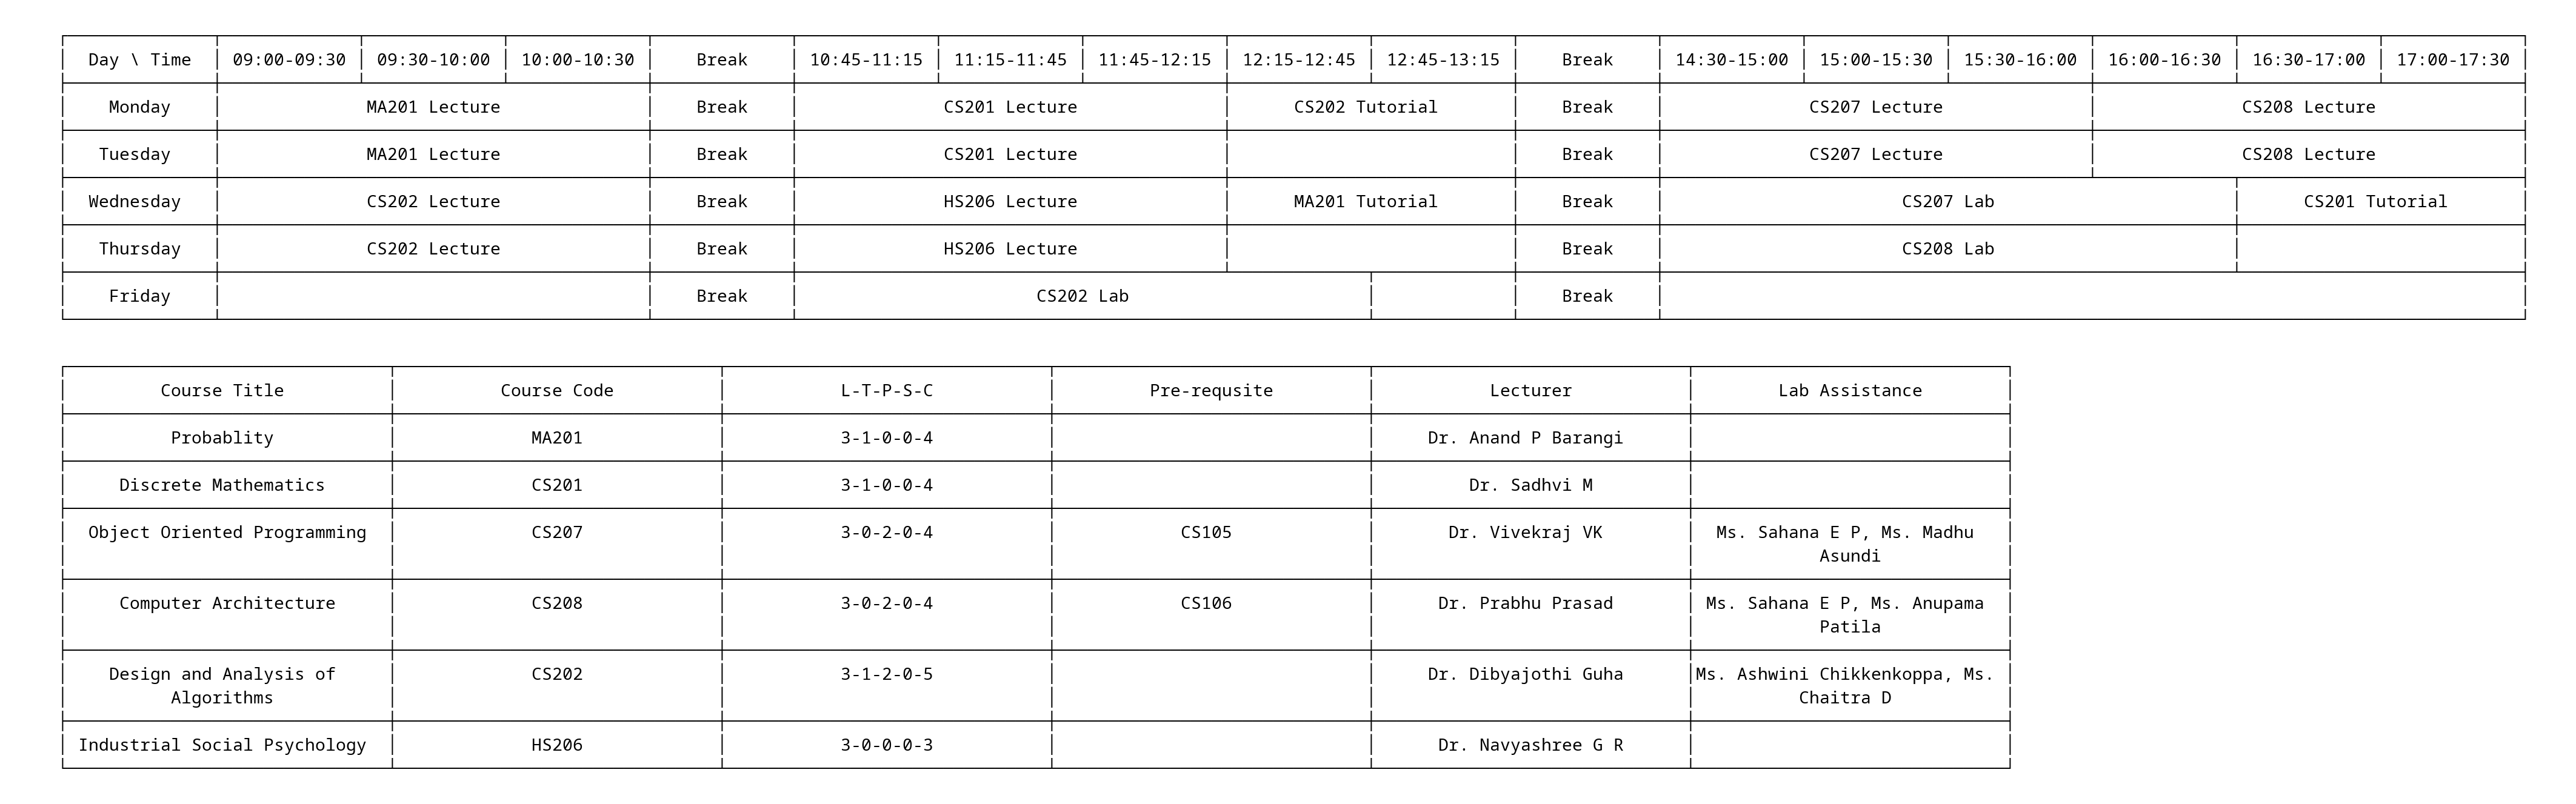 Day \ Time 09:00-09:30 09:30-10:00 10:00-10:30 Break 10:45-11:15 11:15-11:45 11:45-12:15 12:15-12:45 12:45-13:15 Break 14:30-15:00 15:00-15:30 15:30-16:00 16:00-16:30 16:30-17:00 17:00-17:30
Monday MA201 Lecture Break CS201 Lecture CS202 Tutorial Break CS207 Lecture CS208 Lecture
Tuesday MA201 Lecture Break CS201 Lecture Break CS207 Lecture CS208 Lecture
Wednesday CS202 Lecture Break HS206 Lecture MA201 Tutorial Break CS207 Lab CS201 Tutorial
Thursday CS202 Lecture Break HS206 Lecture Break CS208 Lab
Friday Break CS202 Lab Break
Course Title Course Code L-T-P-S-C Pre-requsite Lecturer Lab Assistance
Probablity MA201 3-1-0-0-4 Dr. Anand P Barangi
Discrete Mathematics CS201 3-1-0-0-4 Dr. Sadhvi M
Object Oriented Programming CS207 3-0-2-0-4 CS105 Dr. Vivekraj VK Ms. Sahana E P, Ms. Madhu
Asundi
Computer Architecture CS208 3-0-2-0-4 CS106 Dr. Prabhu Prasad Ms. Sahana E P, Ms. Anupama
Patila
Design and Analysis of CS202 3-1-2-0-5 Dr. Dibyajothi Guha Ms. Ashwini Chikkenkoppa, Ms.
Algorithms Chaitra D
Industrial Social Psychology HS206 3-0-0-0-3 Dr. Navyashree G R